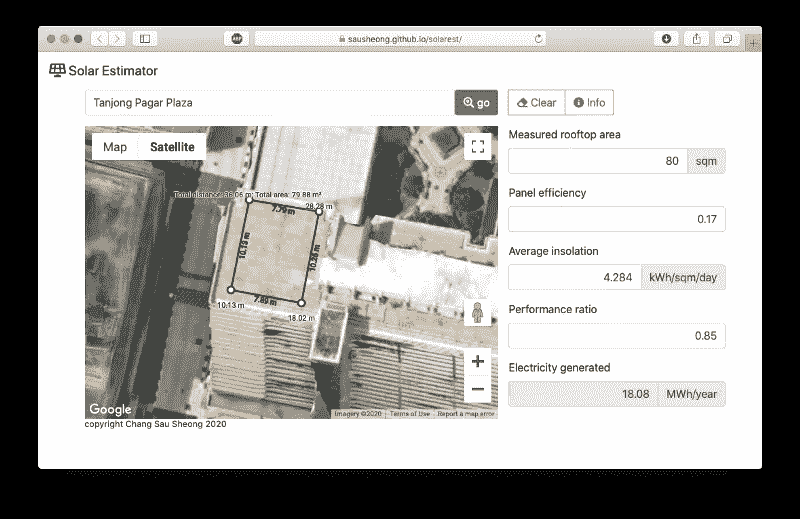 sausheong.github.io/solarest/
Solar Estimator
Tanjong Pagar Plaza
go
Clear
Info
Map
Satellite
Total distance: 36.06 m; Total area: 79.88 m²
7.79 m
28.28 m
10.13 m
10.26 m
7.89 m
10.13 m
18.02 m
Google
Imagery ©2020
Terms of Use
Report a map error
copyright Chang Sau Sheong 2020
Measured rooftop area
80 sqm
Panel efficiency
0.17
Average insolation
4.284 kWh/sqm/day
Performance ratio
0.85
Electricity generated
18.08 MWh/year